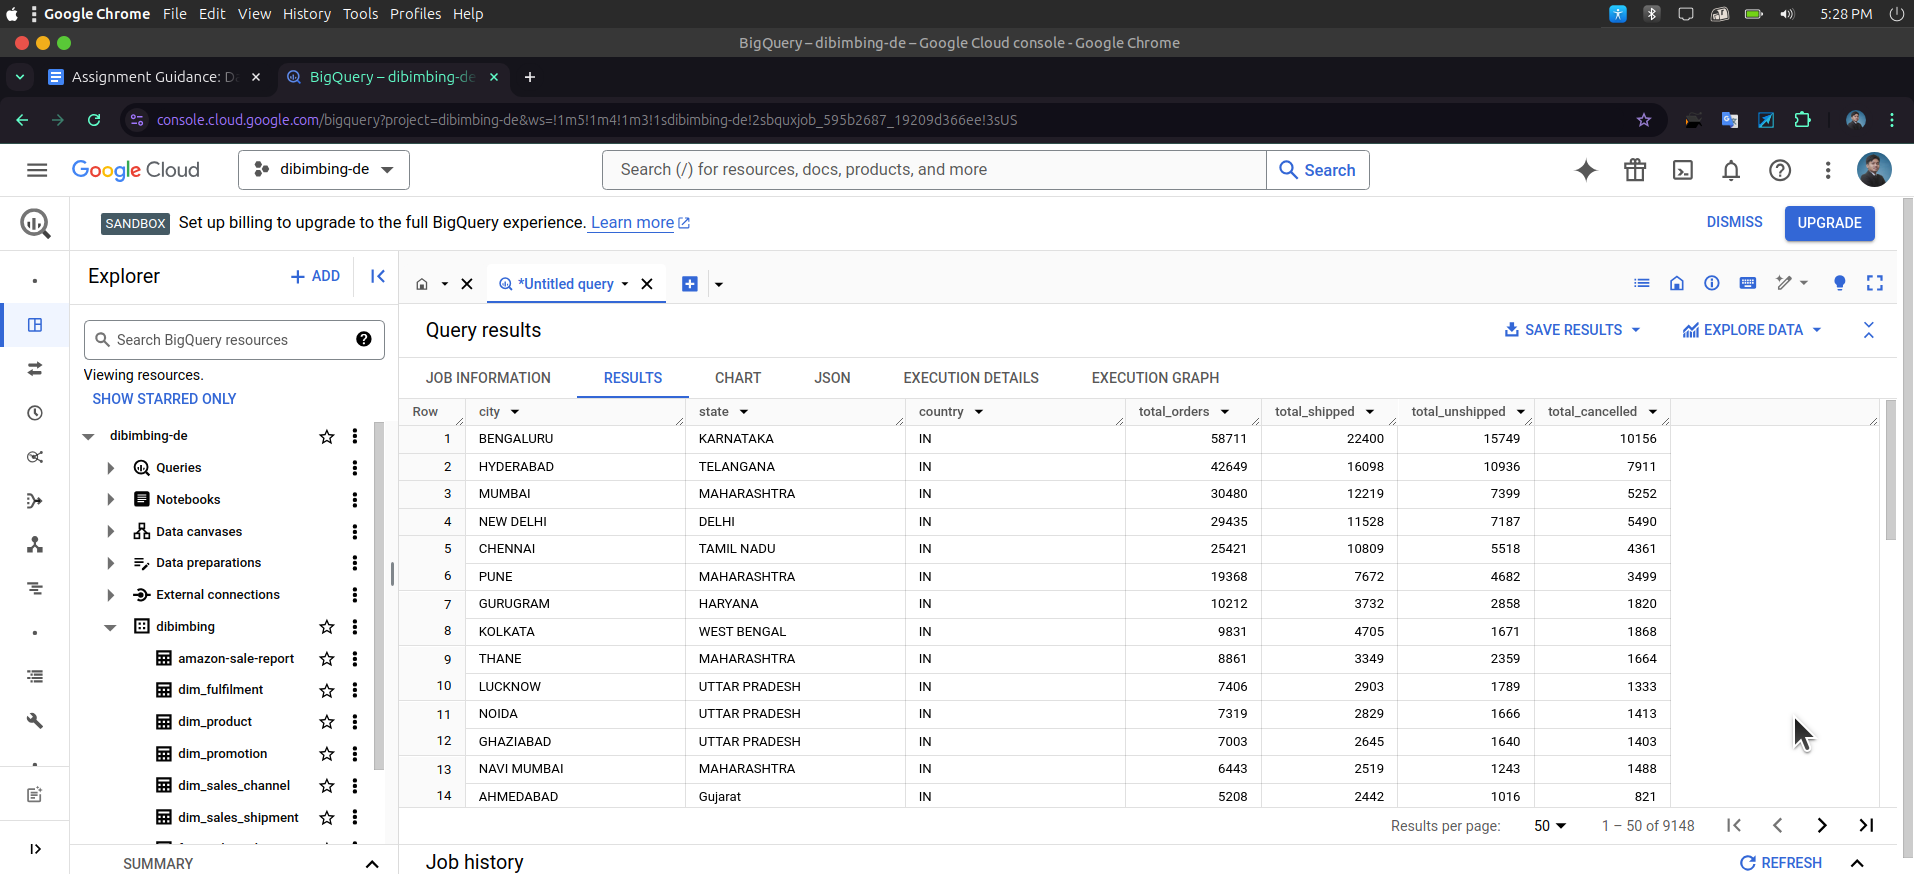 Google Chrome File Edit View History Tools Profiles Help 5:28 PM
BigQuery – dibimbing-de – Google Cloud console - Google Chrome
Assignment Guidance: D
BigQuery – dibimbing-de
console.cloud.google.com/bigquery?project=dibimbing-de&ws=!1m5!1m4!1m3!1sdibimbing-de!2sbquxjob_595b2687_19209d366ee!3sUS
Google Cloud dibimbing-de Search (/) for resources, docs, products, and more Search
SANDBOX Set up billing to upgrade to the full BigQuery experience. Learn more DISMISS UPGRADE
Explorer + ADD
*Untitled query
Search BigQuery resources
Viewing resources.
SHOW STARRED ONLY
dibimbing-de
Queries
Notebooks
Data canvases
Data preparations
External connections
dibimbing
amazon-sale-report
dim_fulfilment
dim_product
dim_promotion
dim_sales_channel
dim_sales_shipment
SUMMARY
Query results SAVE RESULTS EXPLORE DATA
JOB INFORMATION RESULTS CHART JSON EXECUTION DETAILS EXECUTION GRAPH
Row city state country total_orders total_shipped total_unshipped total_cancelled
1 BENGALURU KARNATAKA IN 58711 22400 15749 10156
2 HYDERABAD TELANGANA IN 42649 16098 10936 7911
3 MUMBAI MAHARASHTRA IN 30480 12219 7399 5252
4 NEW DELHI DELHI IN 29435 11528 7187 5490
5 CHENNAI TAMIL NADU IN 25421 10809 5518 4361
6 PUNE MAHARASHTRA IN 19368 7672 4682 3499
7 GURUGRAM HARYANA IN 10212 3732 2858 1820
8 KOLKATA WEST BENGAL IN 9831 4705 1671 1868
9 THANE MAHARASHTRA IN 8861 3349 2359 1664
10 LUCKNOW UTTAR PRADESH IN 7406 2903 1789 1333
11 NOIDA UTTAR PRADESH IN 7319 2829 1666 1413
12 GHAZIABAD UTTAR PRADESH IN 7003 2645 1640 1403
13 NAVI MUMBAI MAHARASHTRA IN 6443 2519 1243 1488
14 AHMEDABAD Gujarat IN 5208 2442 1016 821
Results per page: 50 1 – 50 of 9148
Job history REFRESH